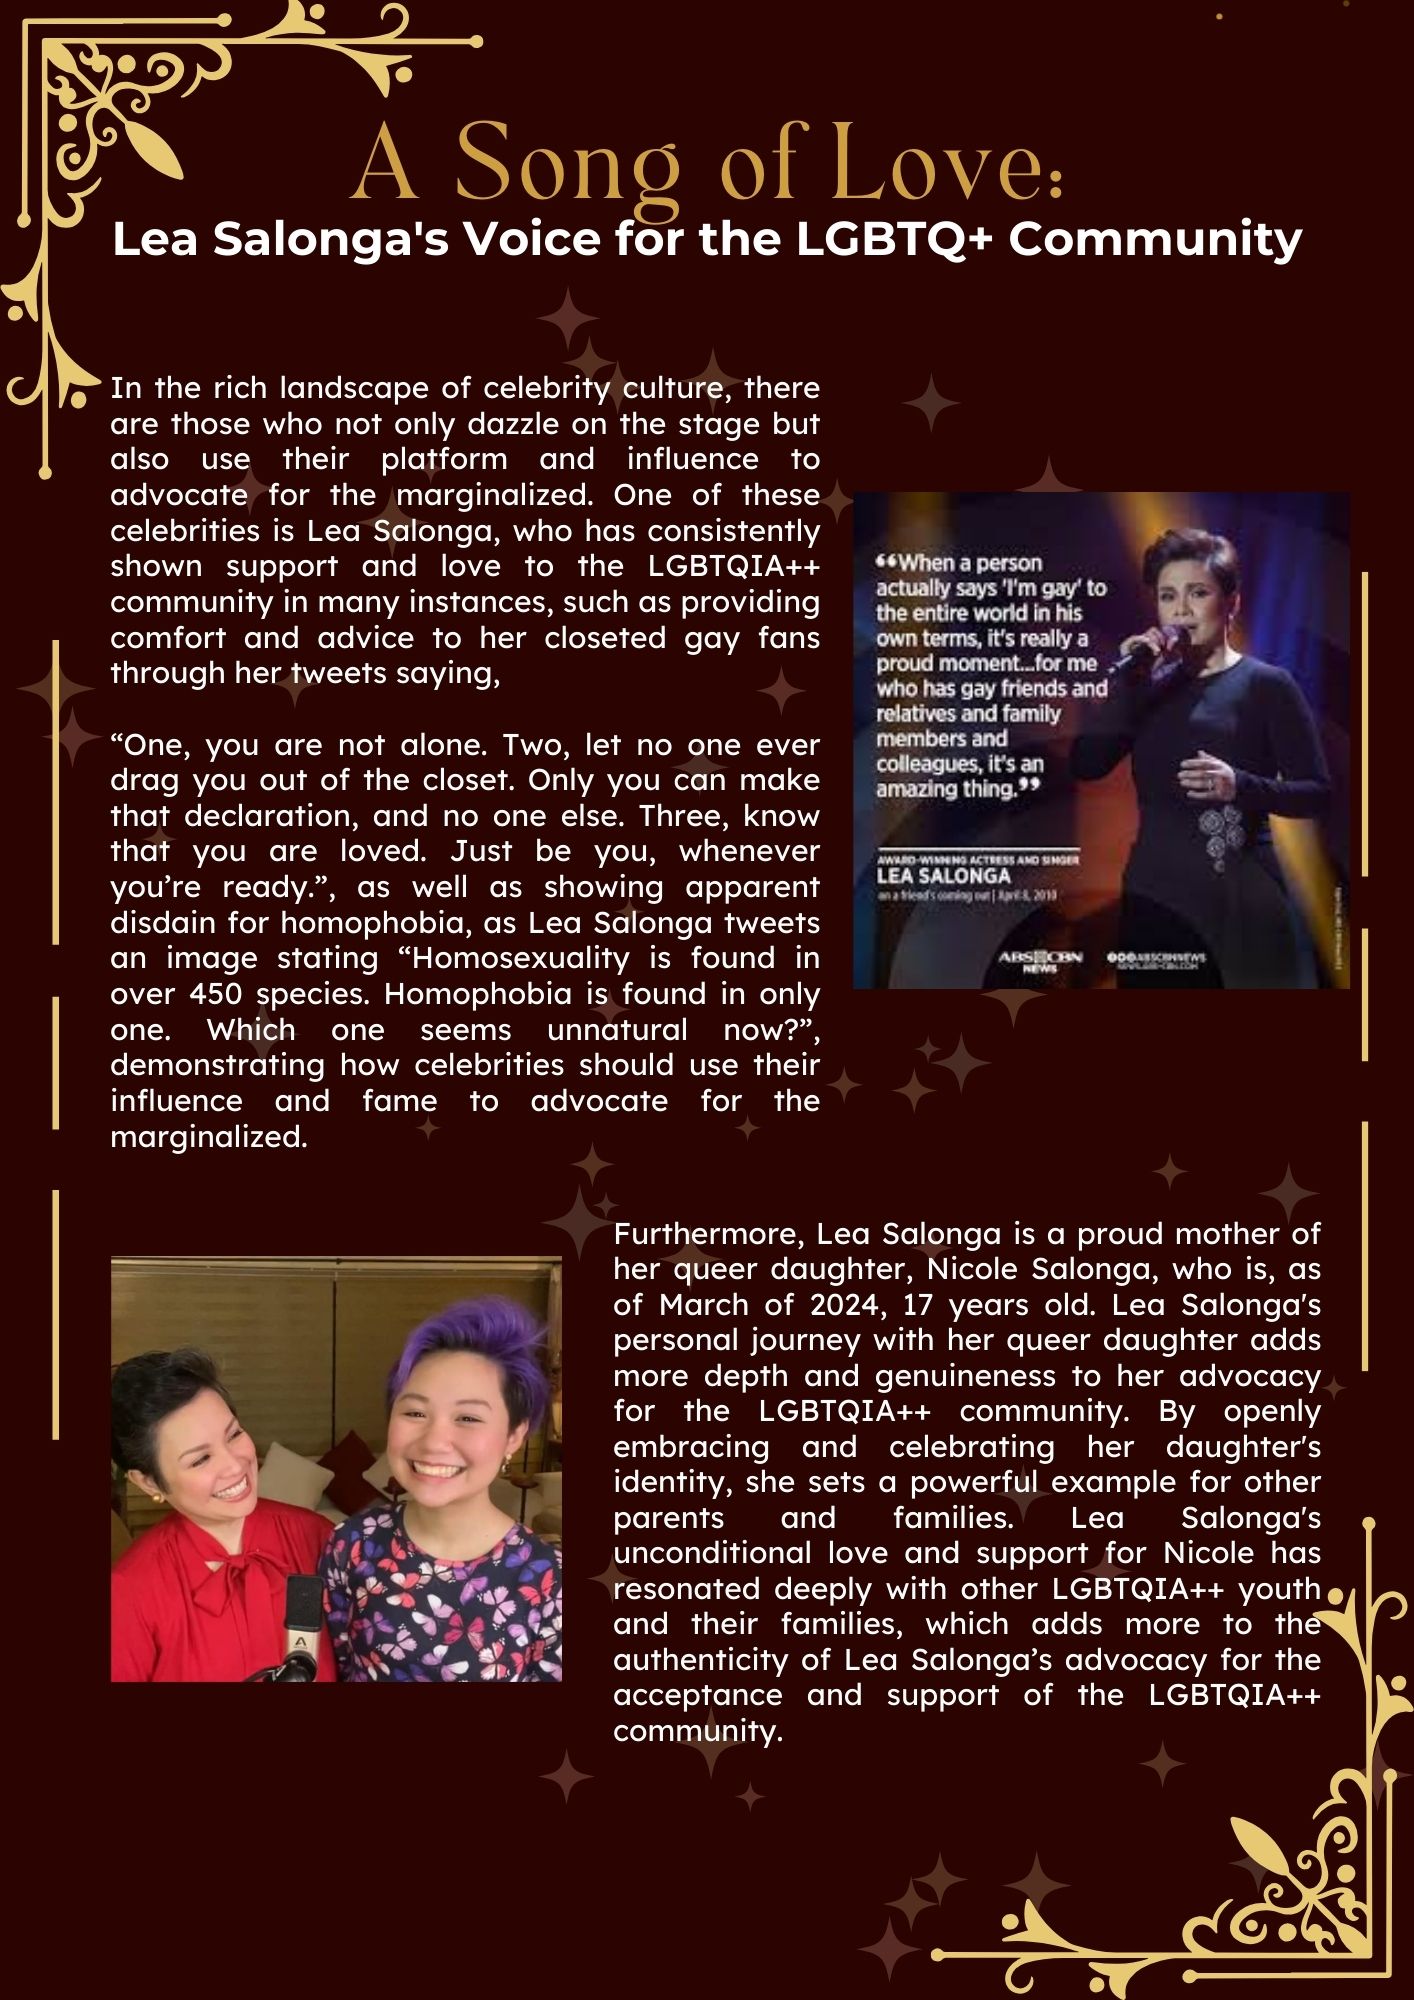 A Song of Love:
Lea Salonga's Voice for the LGBTQ+ Community
In the rich landscape of celebrity culture, there
are those who not only dazzle on the stage but
also use their platform and influence to
advocate for the marginalized. One of these
celebrities is Lea Salonga, who has consistently
shown support and love to the LGBTQIA++
community in many instances, such as providing
comfort and advice to her closeted gay fans
through her tweets saying,
“One, you are not alone. Two, let no one ever
drag you out of the closet. Only you can make
that declaration, and no one else. Three, know
that you are loved. Just be you, whenever
you’re ready.”, as well as showing apparent
disdain for homophobia, as Lea Salonga tweets
an image stating “Homosexuality is found in
over 450 species. Homophobia is found in only
one. Which one seems unnatural now?”,
demonstrating how celebrities should use their
influence and fame to advocate for the
marginalized.
“When a person
actually says 'I'm gay' to
the entire world in his
own terms, it's really a
proud moment...for me
who has gay friends and
relatives and family
members and
colleagues, it's an
amazing thing.”
AWARD-WINNING ACTRESS AND SINGER
LEA SALONGA
on a friend's coming out | April 8, 2010
ABS CBN
NEWS
ABSCBNNEWS
Furthermore, Lea Salonga is a proud mother of
her queer daughter, Nicole Salonga, who is, as
of March of 2024, 17 years old. Lea Salonga's
personal journey with her queer daughter adds
more depth and genuineness to her advocacy
for the LGBTQIA++ community. By openly
embracing and celebrating her daughter's
identity, she sets a powerful example for other
parents and families. Lea Salonga's
unconditional love and support for Nicole has
resonated deeply with other LGBTQIA++ youth
and their families, which adds more to the
authenticity of Lea Salonga’s advocacy for the
acceptance and support of the LGBTQIA++
community.